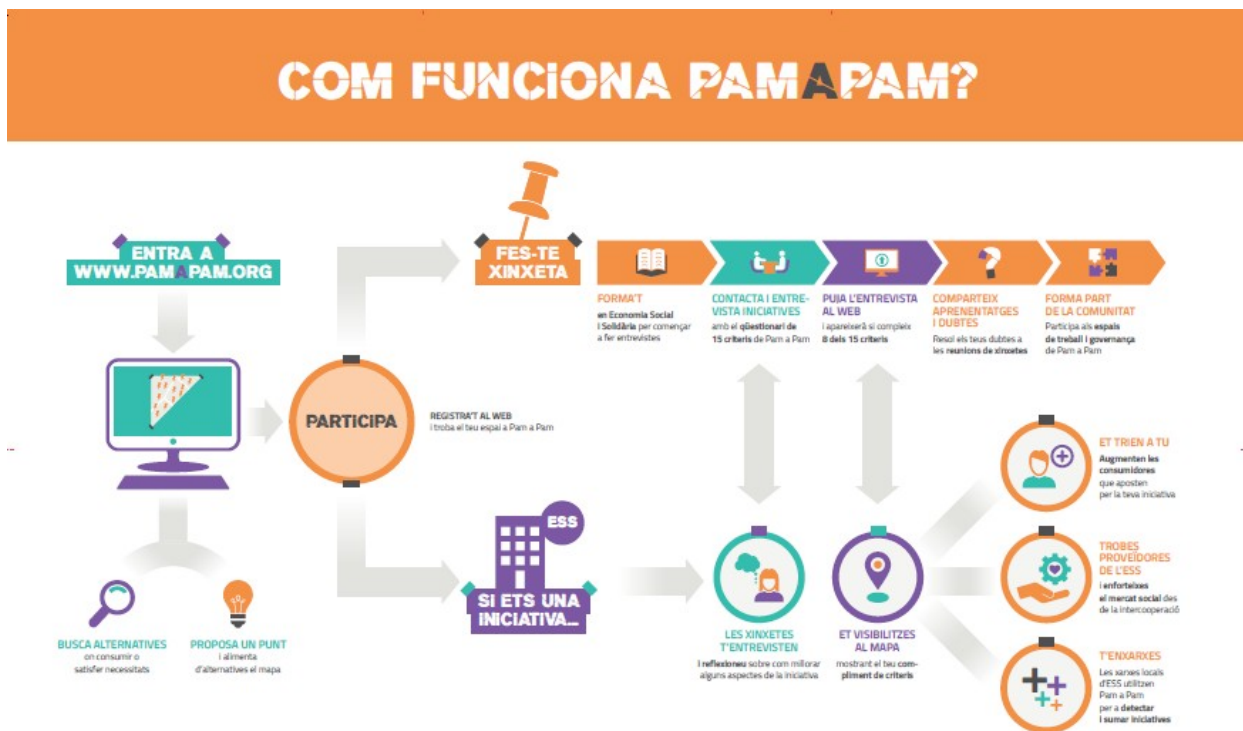 COM FUNCIONA PAMAPAM?
ENTRA A
WWW.PAMAPAM.ORG
BUSCA ALTERNATIVES
on consumir o
satisfer necessitats
PROPOSA UN PUNT
i alimenta
d'alternatives el mapa
PARTICIPA
REGISTRA'T AL WEB
i troba el teu espai a Pam a Pam
FES-TE
XINXETA
FORMA'T
en Economia Social
i Solidària per començar
a fer entrevistes
CONTACTA I ENTRE-
VISTA INICIATIVES
amb el qüestionari de
15 criteris de Pam a Pam
PUJA L'ENTREVISTA
AL WEB
i apareixerà si compleix
8 dels 15 criteris
COMPARTEIX
APRENENTATGES
I DUBTES
Resol els teus dubtes a
les reunions de xinxetes
FORMA PART
DE LA COMUNITAT
Participa als espais
de treball i governança
de Pam a Pam
ESS
SI ETS UNA
INICIATIVA...
LES XINXETES
T'ENTREVISTEN
i reflexioneu sobre com millorar
alguns aspectes de la iniciativa
ET VISIBILITZES
AL MAPA
mostrant el teu com-
pliment de criteris
ET TRIEN A TU
Augmenten les
consumidores
que aposten
per la teva iniciativa
TROBES
PROVEÏDORES
DE L'ESS
i enforteixes
el mercat social des
de la intercooperació
T'ENXARXES
Les xarxes locals
d'ESS utilitzen
Pam a Pam
per a detectar
i sumar iniciatives